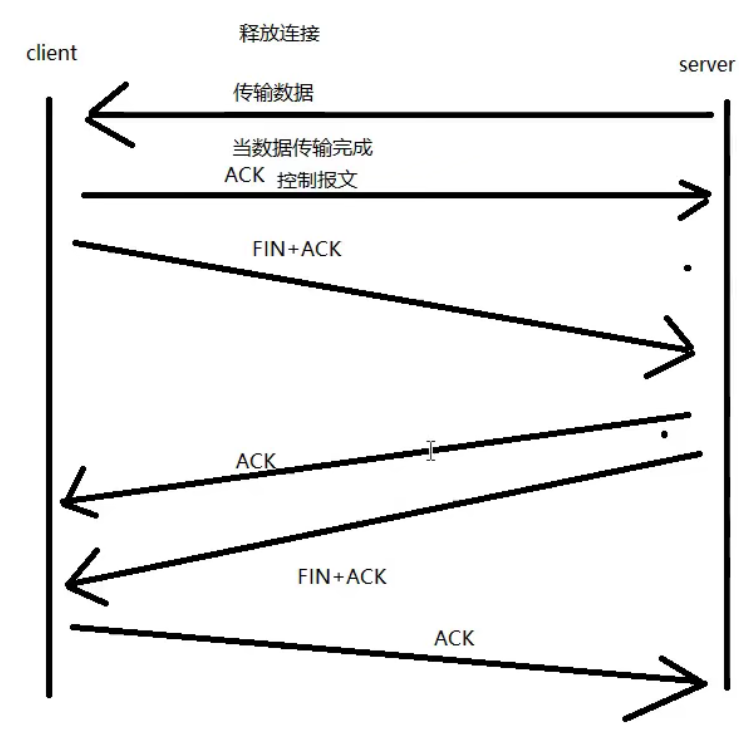 释放连接
client
server
传输数据
当数据传输完成
ACK 控制报文
FIN+ACK
ACK
FIN+ACK
ACK